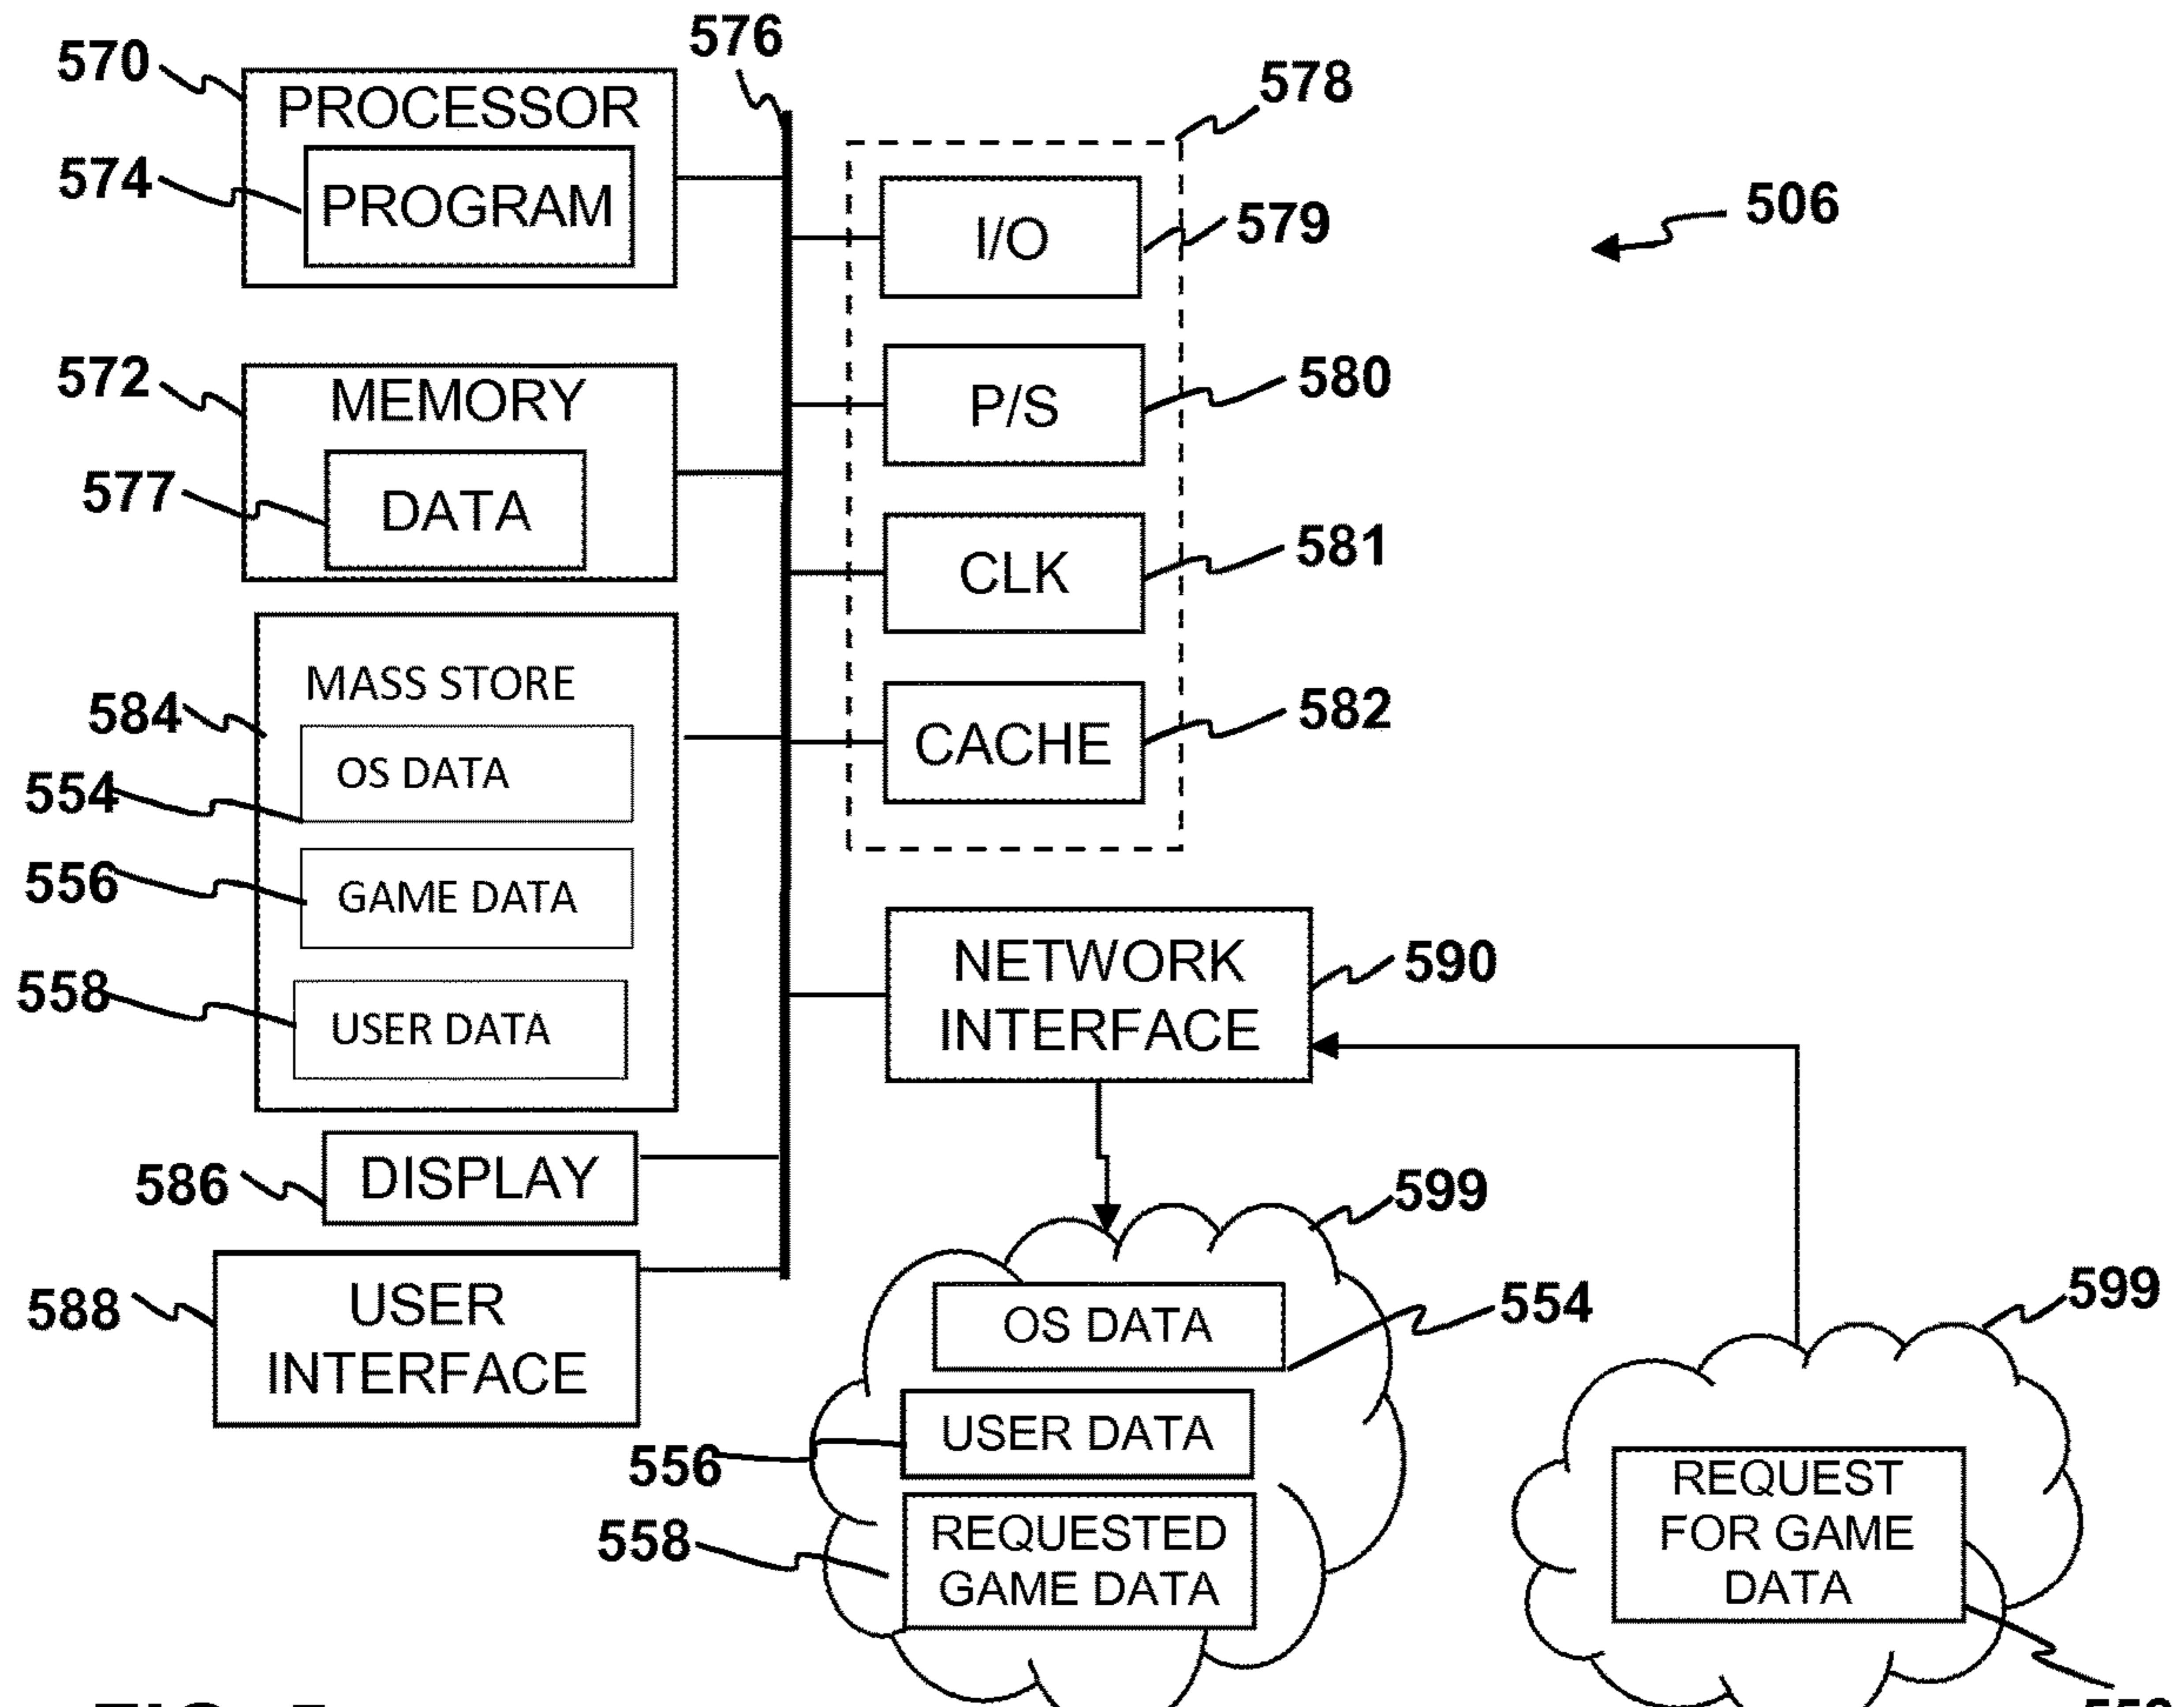 576
570
PROCESSOR
578
574
PROGRAM
506
I/O
579
572
MEMORY
P/S
580
577
DATA
CLK
581
MASS STORE
584
OS DATA
CACHE
582
554
556
GAME DATA
558
USER DATA
NETWORK
INTERFACE
590
586
DISPLAY
599
588
USER
INTERFACE
OS DATA
554
599
USER DATA
556
REQUESTED
GAME DATA
558
REQUEST
FOR GAME
DATA